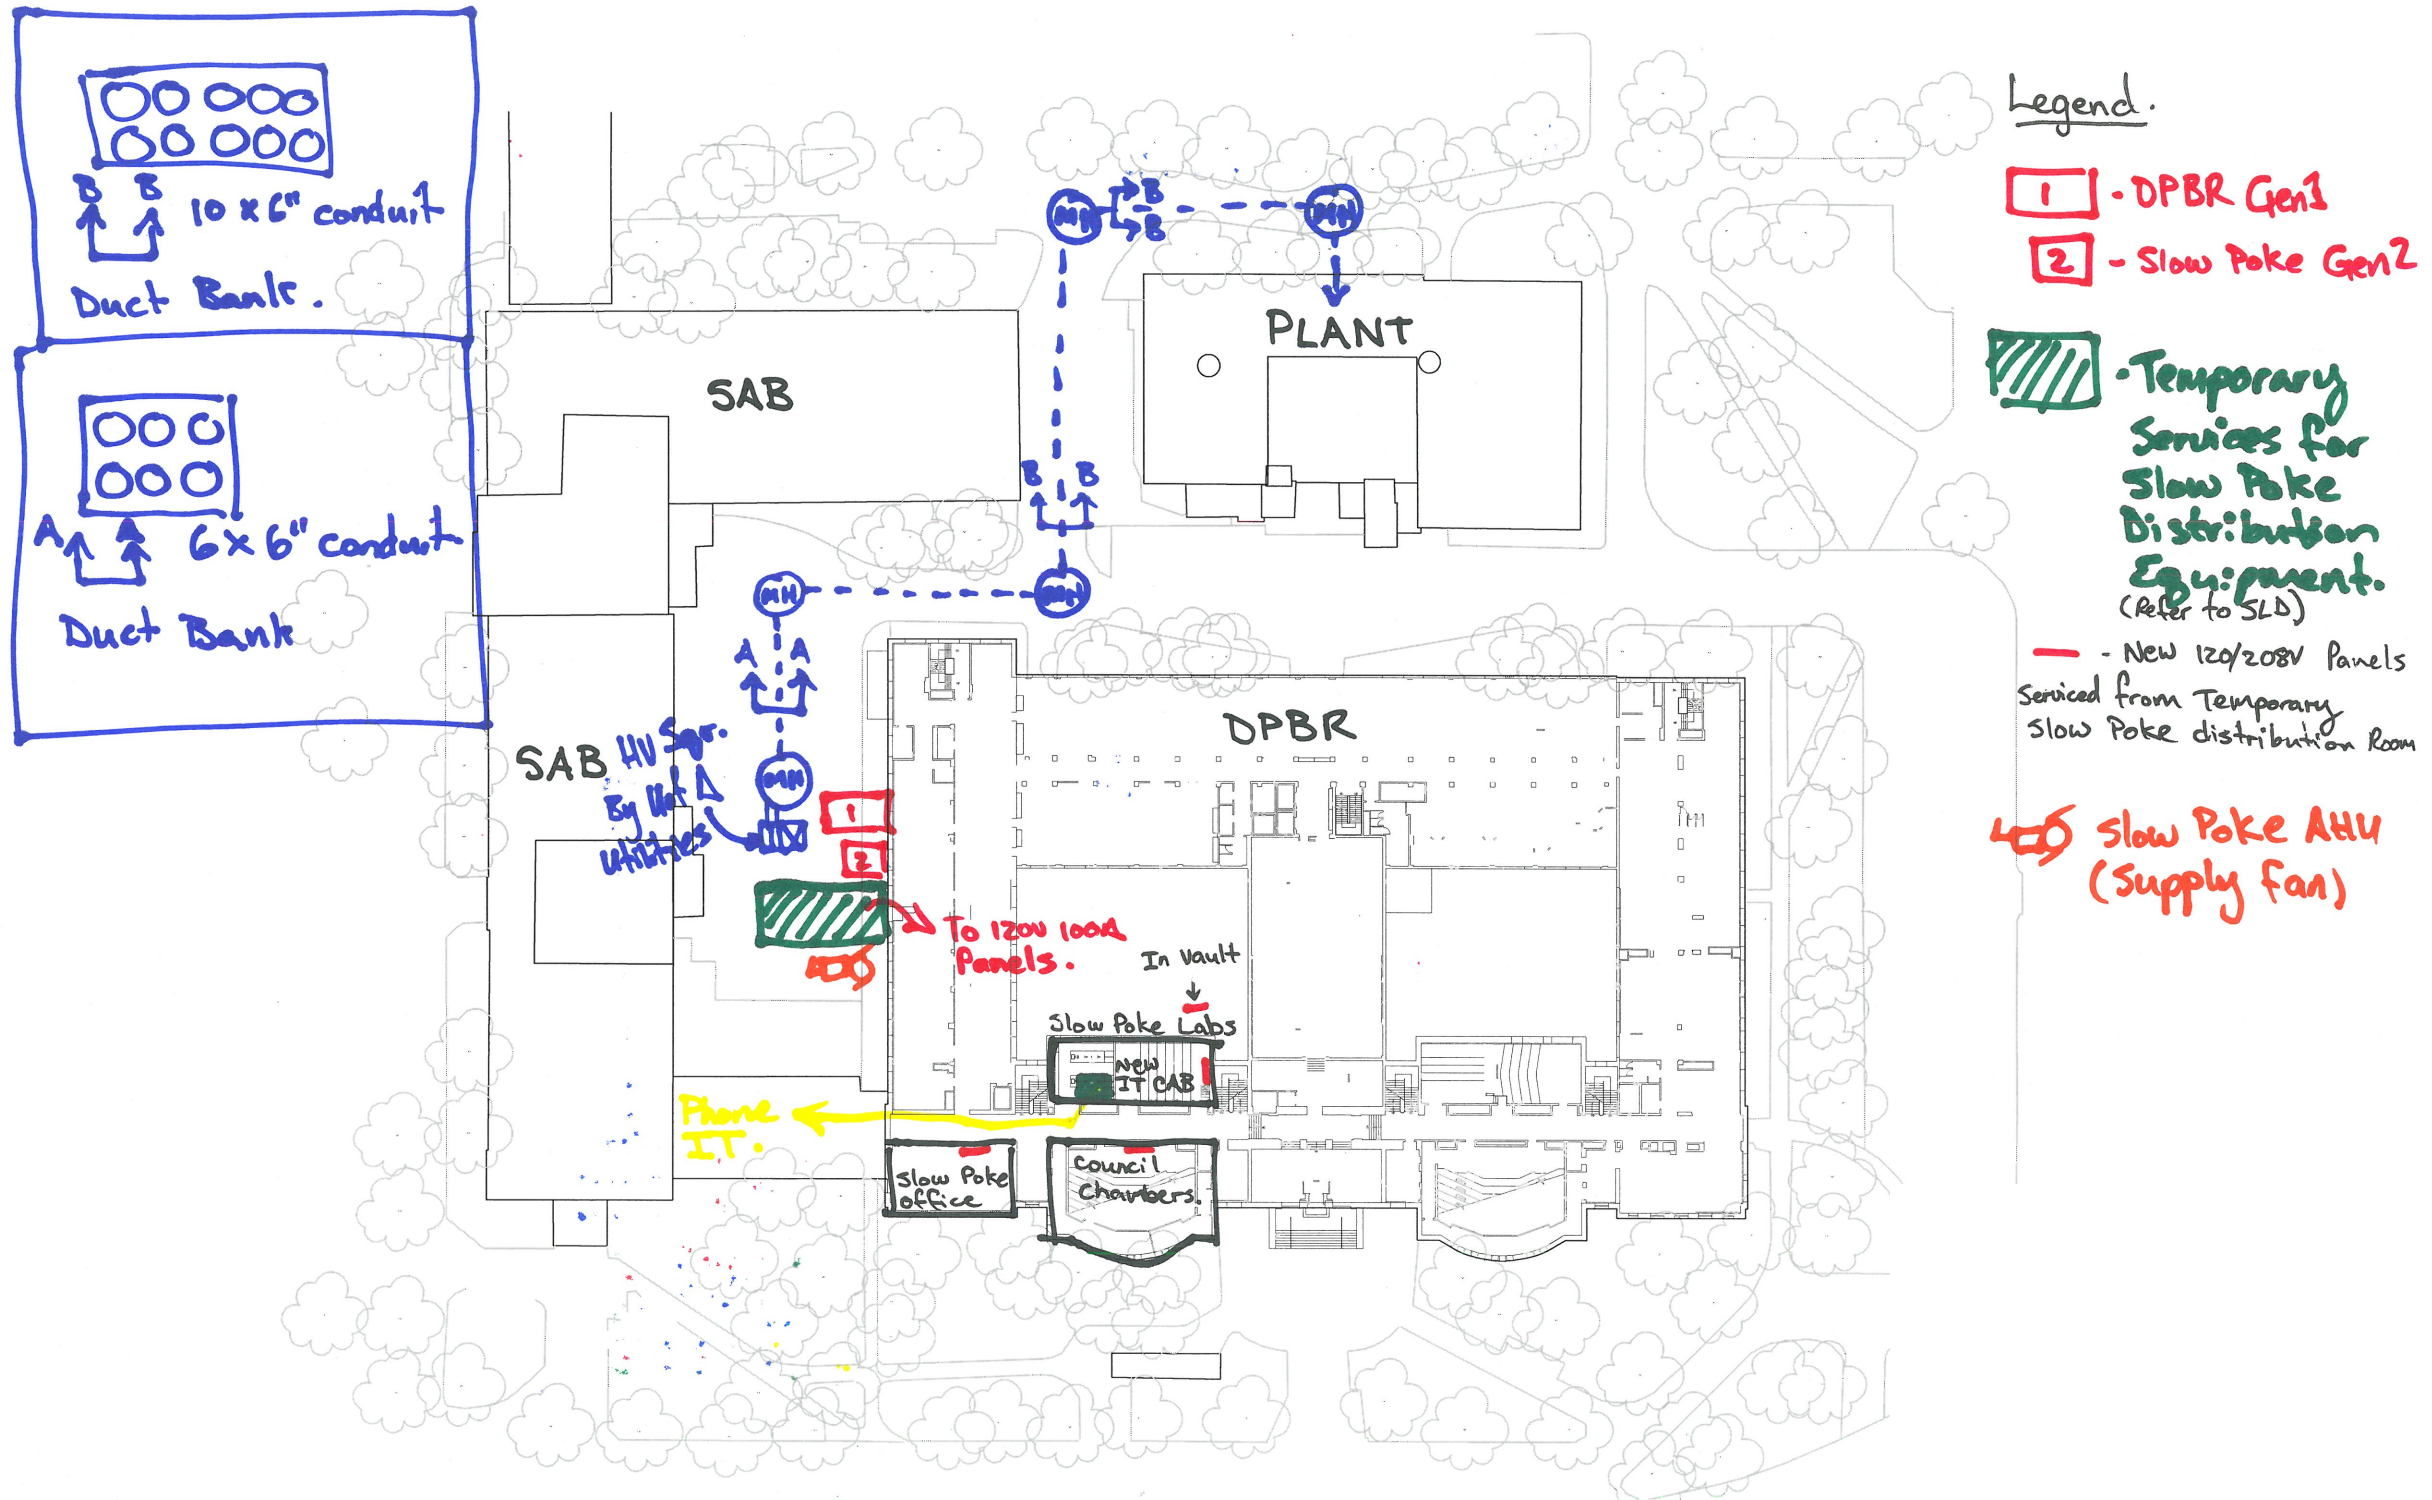 B B 10 x 6" conduit
Duct Bank.
A A 6 x 6" conduit.
Duct Bank
SAB
PLANT
MH
B
B
MH
B B
MH
MH
A A
MH
SAB
HV
By
utilities
DPBR
1
2
To 120V 100A
Panels.
In Vault
Slow Poke Labs
New
IT CAB
Phone
IT.
Slow Poke
office
Council
Chambers.
Legend.
1 - DPBR Gen1
2 - Slow Poke Gen2
- Temporary
Services for
Slow Poke
Distribution
Equipment.
(Refer to SLD)
- New 120/208V Panels
Serviced from Temporary
Slow Poke distribution Room
Slow Poke AHU
(Supply fan)